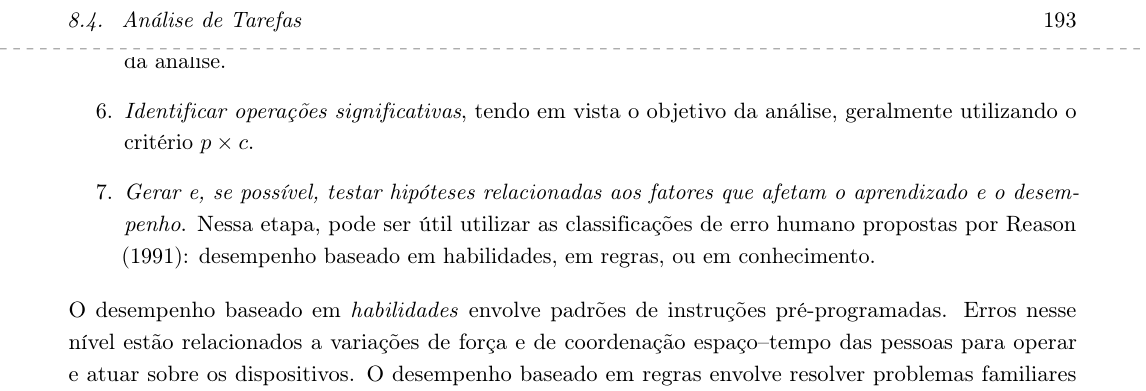 8.4. Análise de Tarefas 193
da análise.
6. Identificar operações significativas, tendo em vista o objetivo da análise, geralmente utilizando o
critério p × c.
7. Gerar e, se possível, testar hipóteses relacionadas aos fatores que afetam o aprendizado e o desem-
penho. Nessa etapa, pode ser útil utilizar as classificações de erro humano propostas por Reason
(1991): desempenho baseado em habilidades, em regras, ou em conhecimento.
O desempenho baseado em habilidades envolve padrões de instruções pré-programadas. Erros nesse
nível estão relacionados a variações de força e de coordenação espaço–tempo das pessoas para operar
e atuar sobre os dispositivos. O desempenho baseado em regras envolve resolver problemas familiares